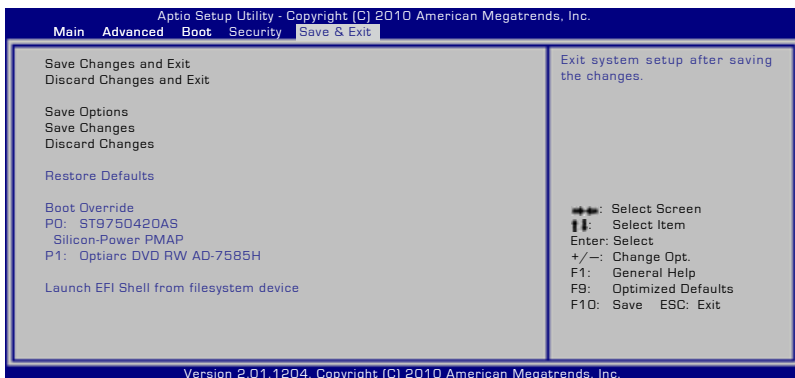 Aptio Setup Utility - Copyright (C) 2010 American Megatrends, Inc.
Main Advanced Boot Security Save & Exit
Save Changes and Exit
Discard Changes and Exit
Save Options
Save Changes
Discard Changes
Restore Defaults
Boot Override
P0: ST9750420AS
Silicon-Power PMAP
P1: Optiarc DVD RW AD-7585H
Launch EFI Shell from filesystem device
Exit system setup after saving
the changes.
→←: Select Screen
↑↓: Select Item
Enter: Select
+/—: Change Opt.
F1: General Help
F9: Optimized Defaults
F10: Save ESC: Exit
Version 2.01.1204. Copyright (C) 2010 American Megatrends, Inc.